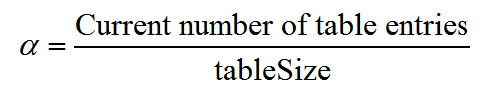 α = Current number of table entries
tableSize